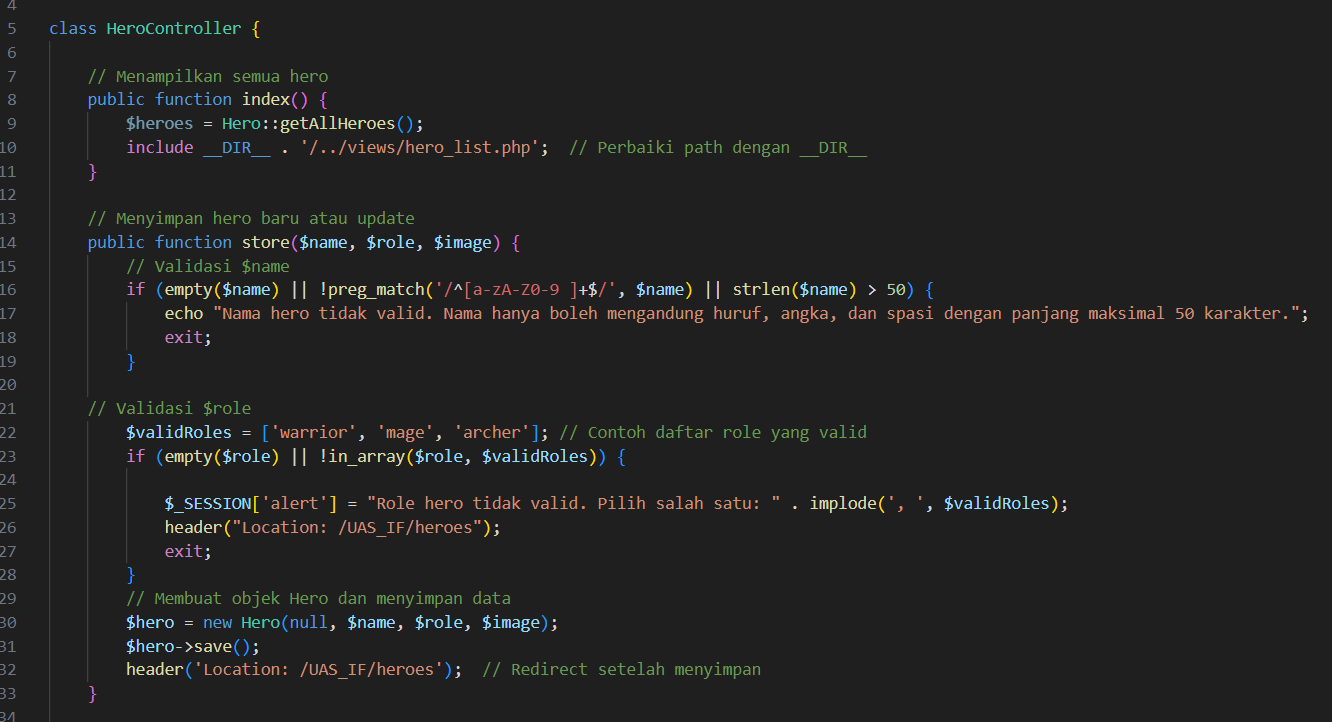 4
5 class HeroController {
6
7 // Menampilkan semua hero
8 public function index() {
9 $heroes = Hero::getAllHeroes();
10 include __DIR__ . '/../views/hero_list.php'; // Perbaiki path dengan __DIR__
11 }
12
13 // Menyimpan hero baru atau update
14 public function store($name, $role, $image) {
15 // Validasi $name
16 if (empty($name) || !preg_match('/^[a-zA-Z0-9 ]+$/', $name) || strlen($name) > 50) {
17 echo "Nama hero tidak valid. Nama hanya boleh mengandung huruf, angka, dan spasi dengan panjang maksimal 50 karakter.";
18 exit;
19 }
20
21 // Validasi $role
22 $validRoles = ['warrior', 'mage', 'archer']; // Contoh daftar role yang valid
23 if (empty($role) || !in_array($role, $validRoles)) {
24
25 $_SESSION['alert'] = "Role hero tidak valid. Pilih salah satu: " . implode(', ', $validRoles);
26 header("Location: /UAS_IF/heroes");
27 exit;
28 }
29 // Membuat objek Hero dan menyimpan data
30 $hero = new Hero(null, $name, $role, $image);
31 $hero->save();
32 header('Location: /UAS_IF/heroes'); // Redirect setelah menyimpan
33 }
34